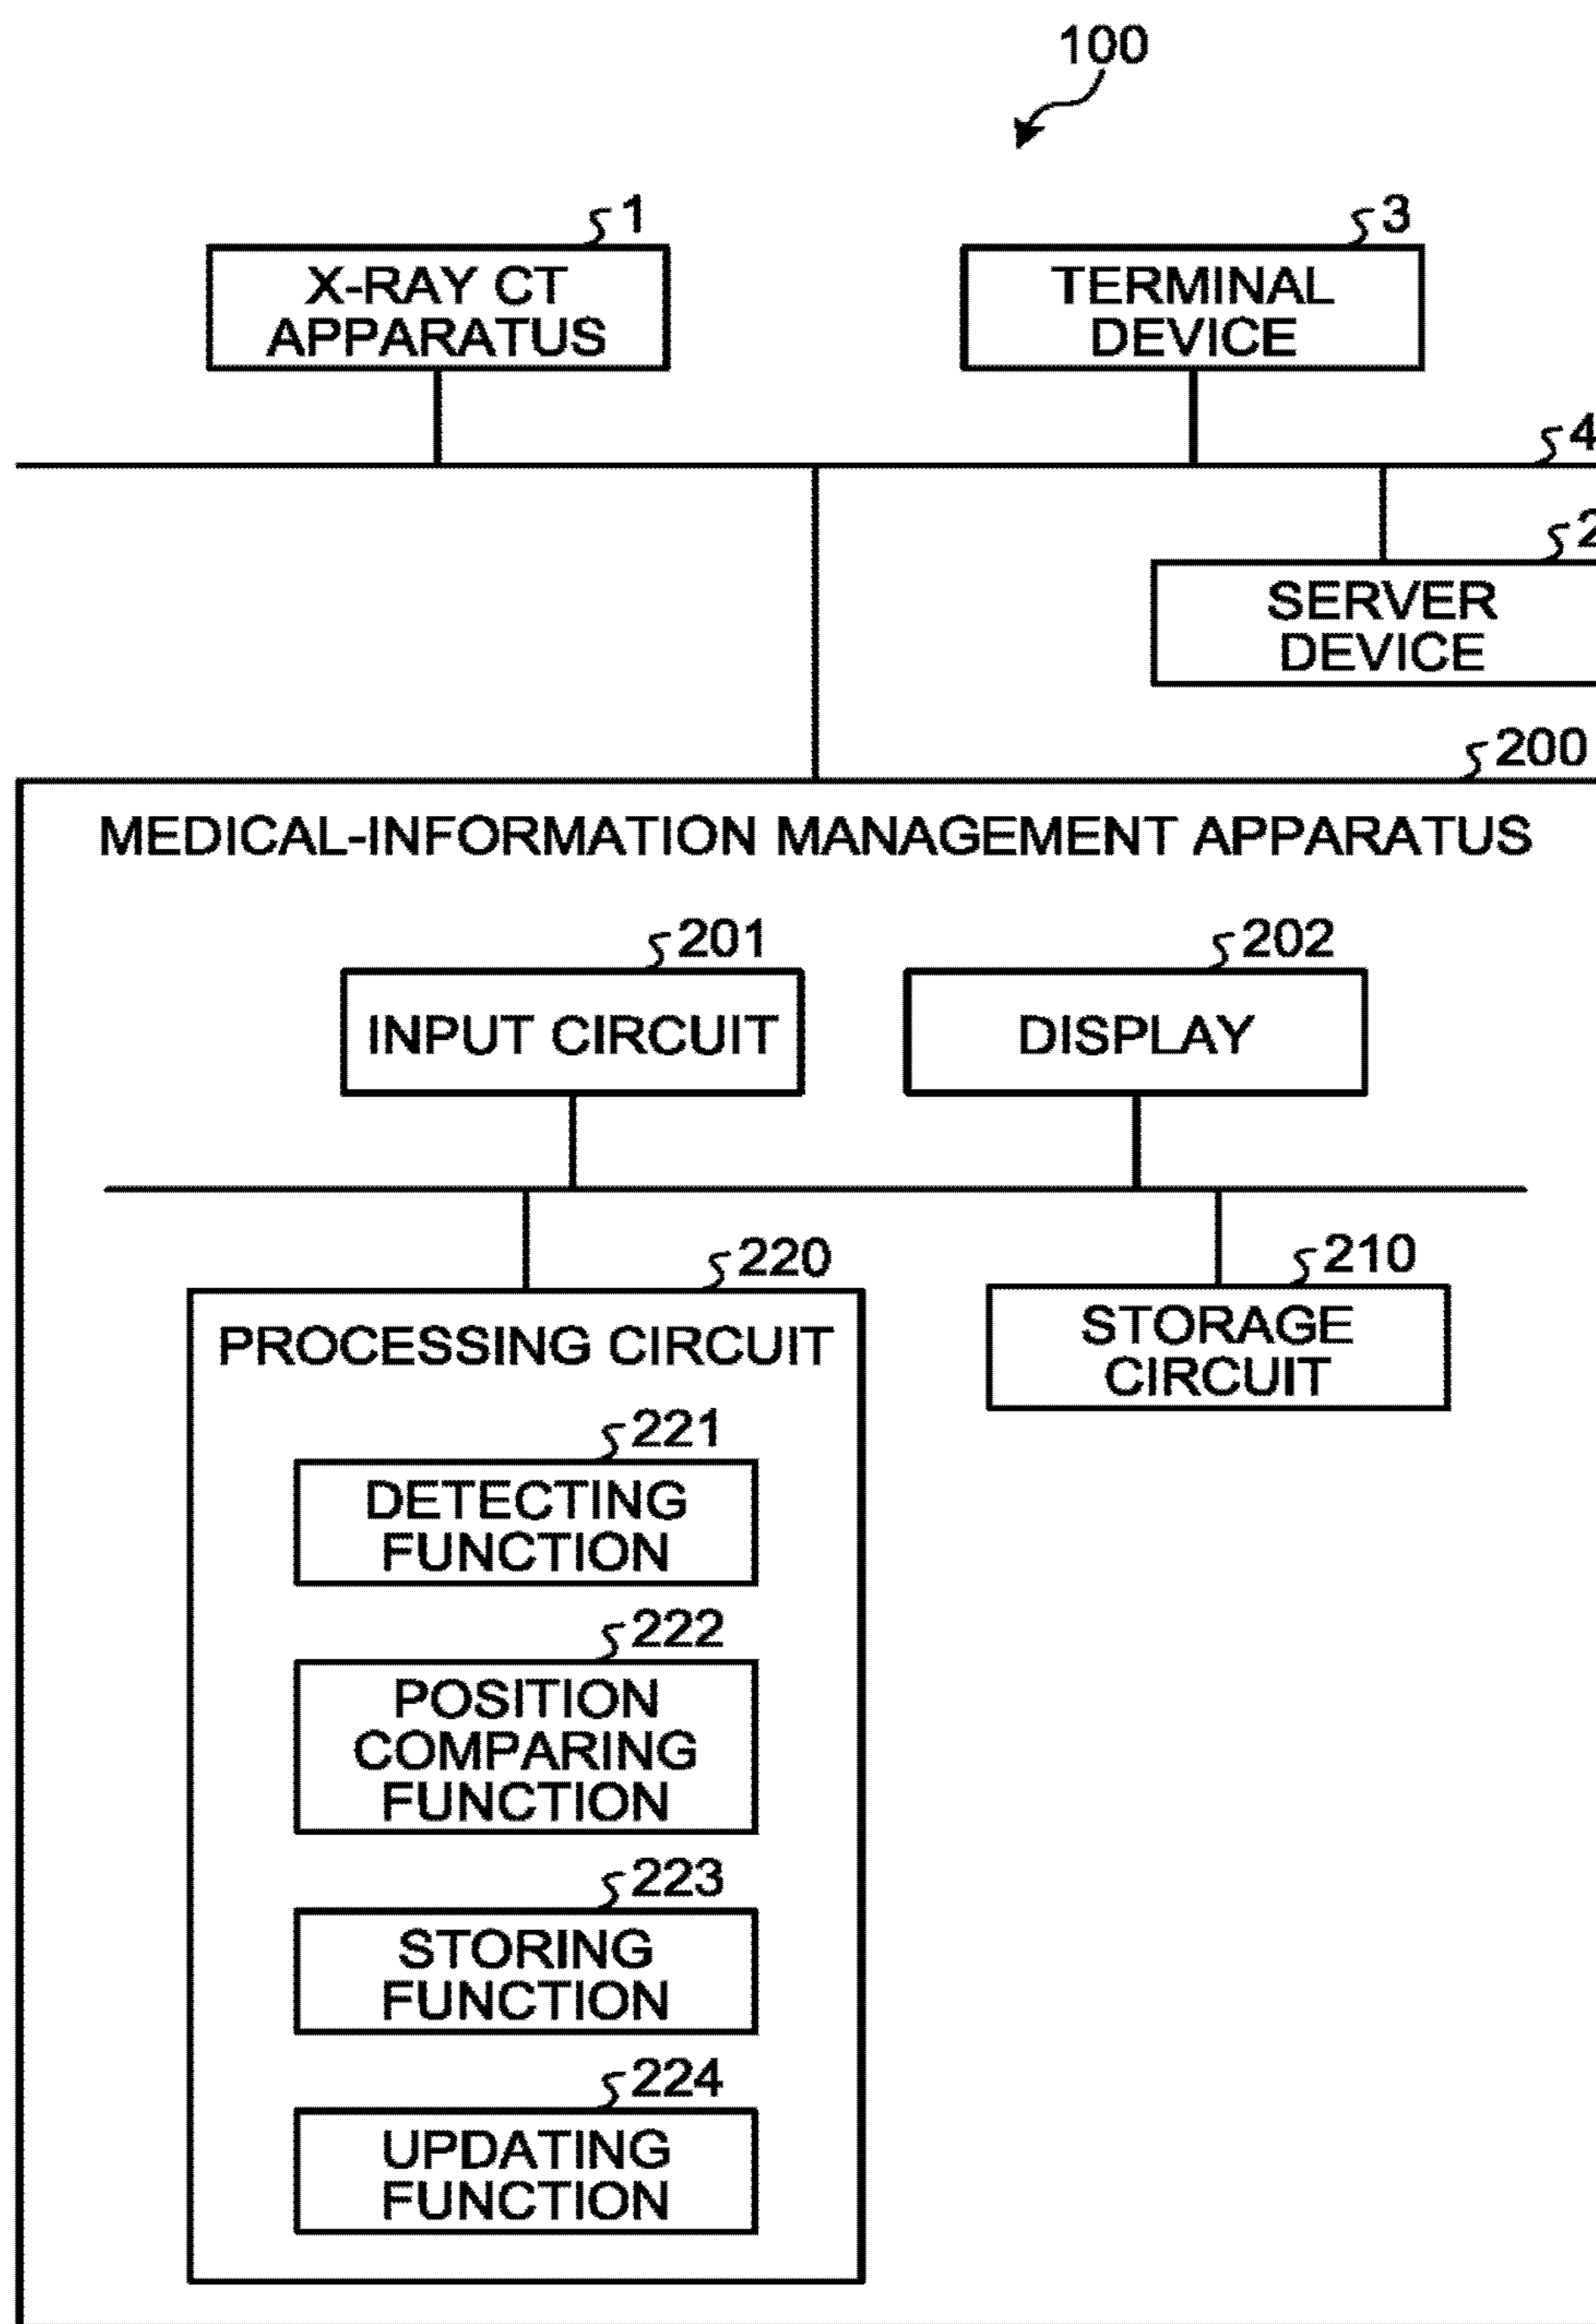 100
1
X-RAY CT
APPARATUS
3
TERMINAL
DEVICE
4
2
SERVER
DEVICE
200
MEDICAL-INFORMATION MANAGEMENT APPARATUS
201
INPUT CIRCUIT
202
DISPLAY
220
PROCESSING CIRCUIT
210
STORAGE
CIRCUIT
221
DETECTING
FUNCTION
222
POSITION
COMPARING
FUNCTION
223
STORING
FUNCTION
224
UPDATING
FUNCTION